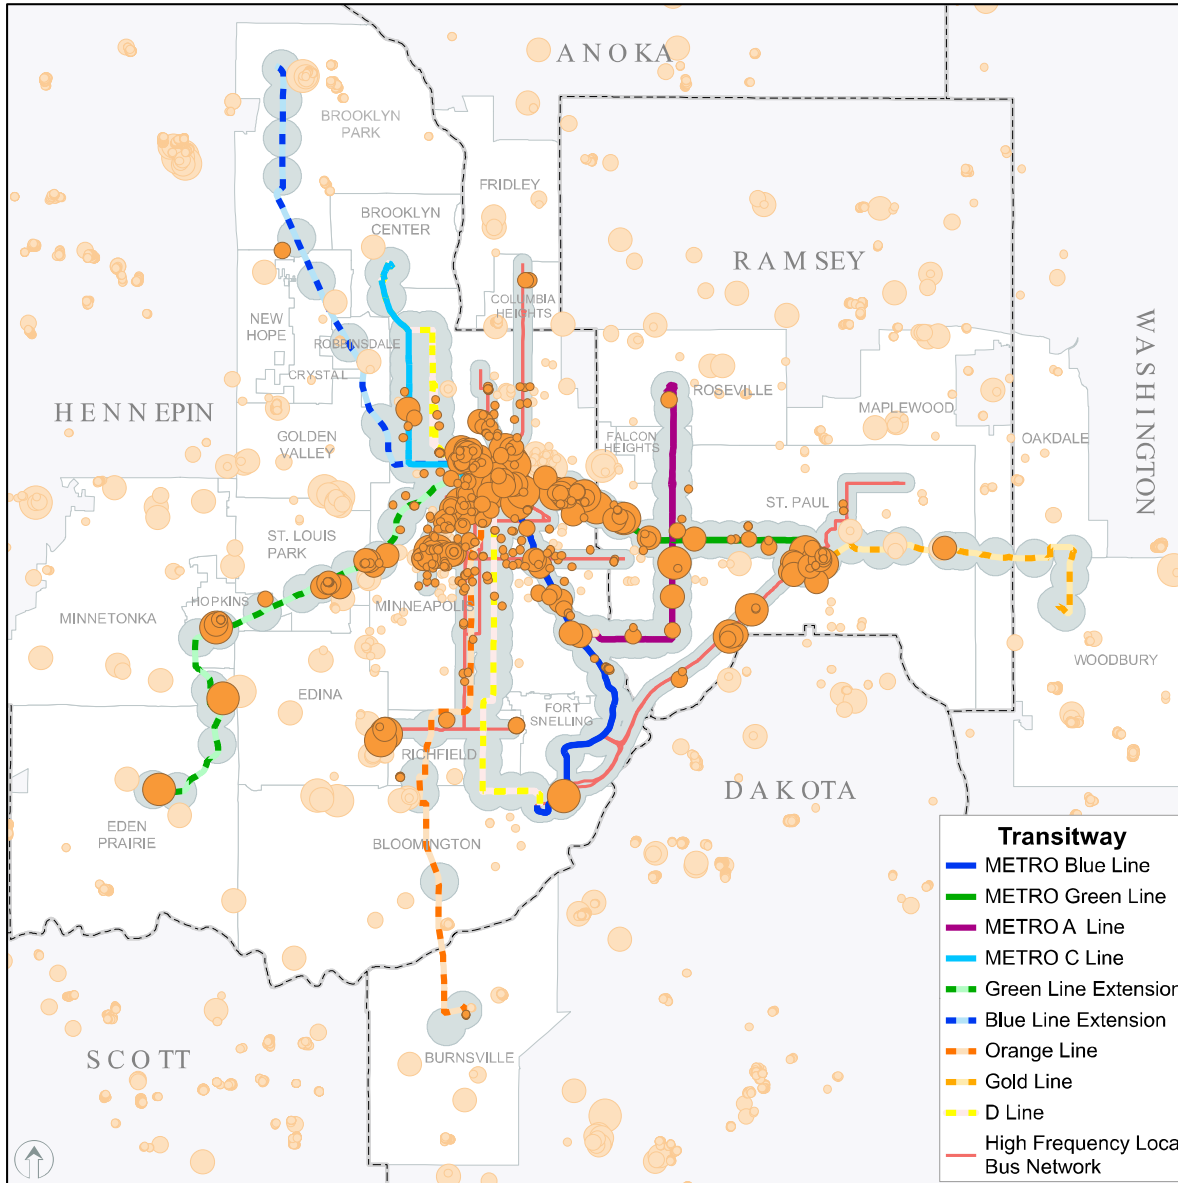 ANOKA
BROOKLYN
PARK
FRIDLEY
BROOKLYN
CENTER
RAMSEY
COLUMBIA
HEIGHTS
NEW
HOPE
ROBBINSDALE
CRYSTAL
WASHINGTON
HENNEPIN
ROSEVILLE
MAPLEWOOD
GOLDEN
VALLEY
FALCON
HEIGHTS
OAKDALE
ST. PAUL
ST. LOUIS
PARK
HOPKINS
MINNETONKA
MINNEAPOLIS
WOODBURY
EDINA
FORT
SNELLING
RICHFIELD
DAKOTA
EDEN
PRAIRIE
BLOOMINGTON
SCOTT
BURNSVILLE
Transitway
METRO Blue Line
METRO Green Line
METRO A Line
METRO C Line
Green Line Extension
Blue Line Extension
Orange Line
Gold Line
D Line
High Frequency Loca
Bus Network